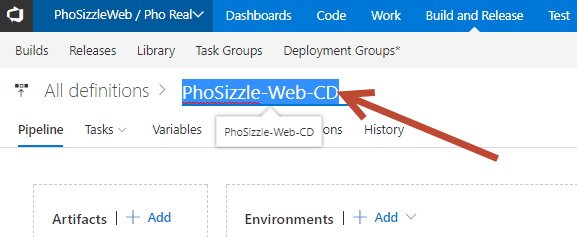 PhoSizzleWeb / Pho Real Dashboards Code Work Build and Release Test
Builds Releases Library Task Groups Deployment Groups*
All definitions > PhoSizzle-Web-CD
Pipeline Tasks Variables ons History
PhoSizzle-Web-CD
Artifacts | + Add Environments | + Add